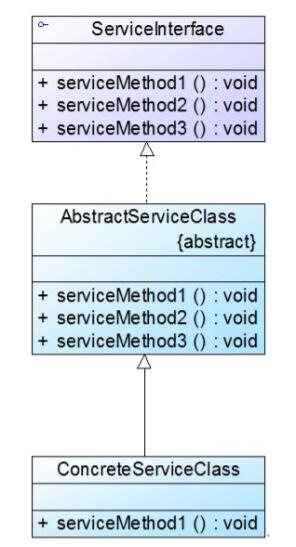 ServiceInterface
+ serviceMethod1 () : void
+ serviceMethod2 () : void
+ serviceMethod3 () : void
AbstractServiceClass
{abstract}
+ serviceMethod1 () : void
+ serviceMethod2 () : void
+ serviceMethod3 () : void
ConcreteServiceClass
+ serviceMethod1 () : void